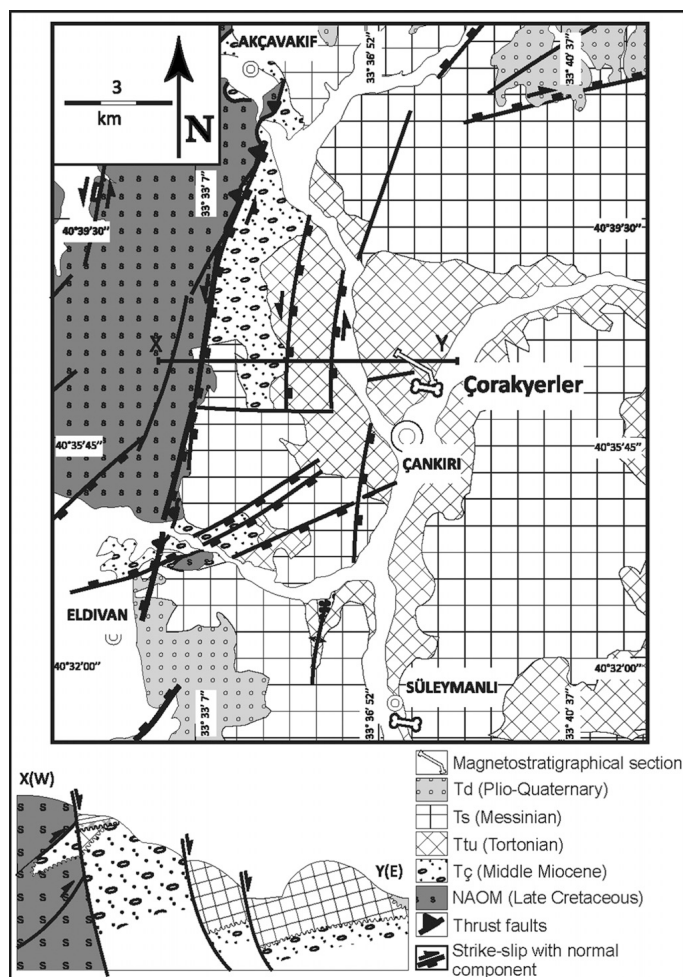 AKÇAVAKIF
33° 36' 52"
33° 40' 37"
3
km
N
33° 33' 7"
40°39'30"
40°39'30"
X
Y
Çorakyerler
40°35'45"
40°35'45"
ÇANKIRI
ELDIVAN
40°32'00"
40°32'00"
SÜLEYMANLI
33° 33' 7"
33° 36' 52"
33° 40' 37"
X(W)
Y(E)
Magnetostratigraphical section
Td (Plio-Quaternary)
Ts (Messinian)
Ttu (Tortonian)
Tç (Middle Miocene)
NAOM (Late Cretaceous)
Thrust faults
Strike-slip with normal
component